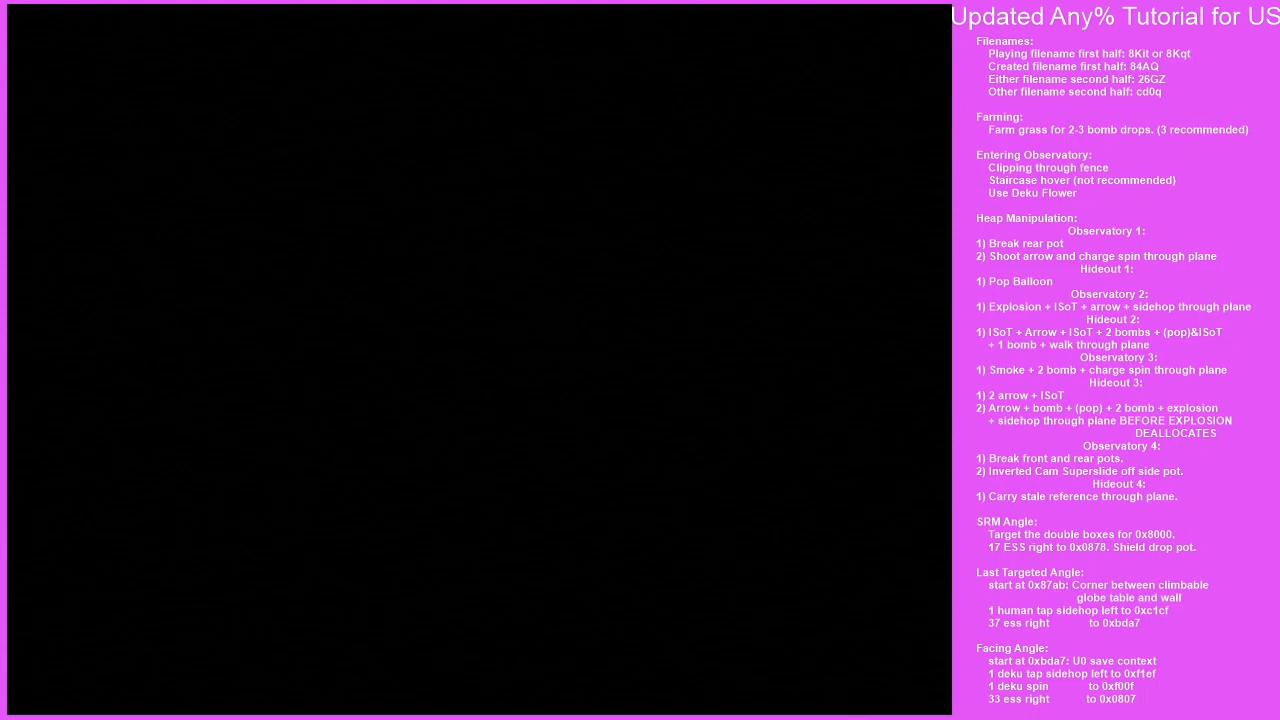 Updated Any% Tutorial for US
Filenames:
Playing filename first half: 8Kit or 8Kqt
Created filename first half: 84AQ
Either filename second half: 26GZ
Other filename second half: cd0q
Farming:
Farm grass for 2-3 bomb drops. (3 recommended)
Entering Observatory:
Clipping through fence
Staircase hover (not recommended)
Use Deku Flower
Heap Manipulation:
Observatory 1:
1) Break rear pot
2) Shoot arrow and charge spin through plane
Hideout 1:
1) Pop Balloon
Observatory 2:
1) Explosion + ISoT + arrow + sidehop through plane
Hideout 2:
1) ISoT + Arrow + ISoT + 2 bombs + (pop)&ISoT
+ 1 bomb + walk through plane
Observatory 3:
1) Smoke + 2 bomb + charge spin through plane
Hideout 3:
1) 2 arrow + ISoT
2) Arrow + bomb + (pop) + 2 bomb + explosion
+ sidehop through plane BEFORE EXPLOSION
DEALLOCATES
Observatory 4:
1) Break front and rear pots.
2) Inverted Cam Superslide off side pot.
Hideout 4:
1) Carry stale reference through plane.
SRM Angle:
Target the double boxes for 0x8000.
17 ESS right to 0x0878. Shield drop pot.
Last Targeted Angle:
start at 0x87ab: Corner between climbable
globe table and wall
1 human tap sidehop left to 0xc1cf
37 ess right to 0xbda7
Facing Angle:
start at 0xbda7: U0 save context
1 deku tap sidehop left to 0xf1ef
1 deku spin to 0xf00f
33 ess right to 0x0807